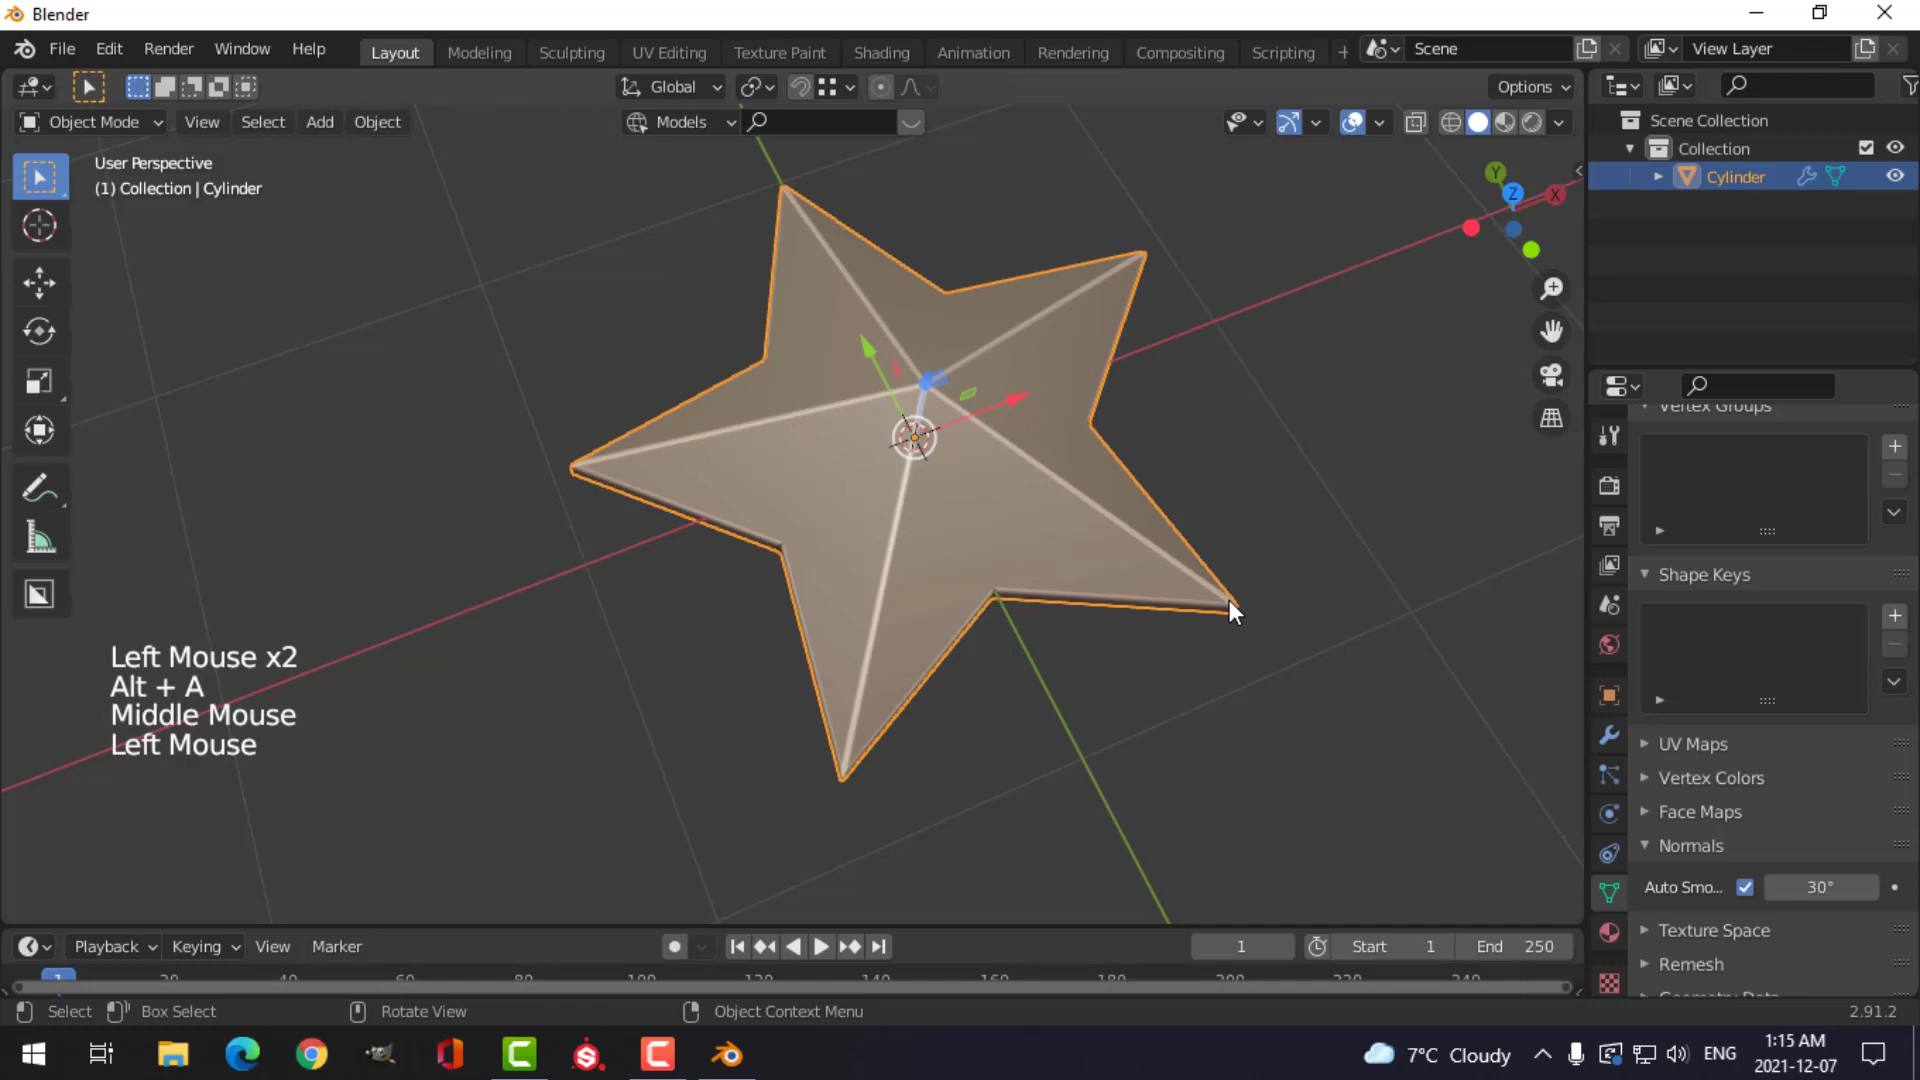 Blender
File Edit Render Window Help Layout Modeling Sculpting UV Editing Texture Paint Shading Animation Rendering Compositing Scripting + Scene View Layer
Global Options
Object Mode View Select Add Object Models
User Perspective
(1) Collection | Cylinder
Scene Collection
Collection
Cylinder
Y
Z
X
Vertex Groups
Shape Keys
UV Maps
Vertex Colors
Face Maps
Normals
Auto Smo... 30°
Texture Space
Remesh
Geometry Data
Left Mouse x2
Alt + A
Middle Mouse
Left Mouse
Playback Keying View Marker 1 Start 1 End 250
1 20 40 60 80 100 120 140 160 180 200 220 240
Select Box Select Rotate View Object Context Menu 2.91.2
7°C Cloudy ENG 1:15 AM
2021-12-07